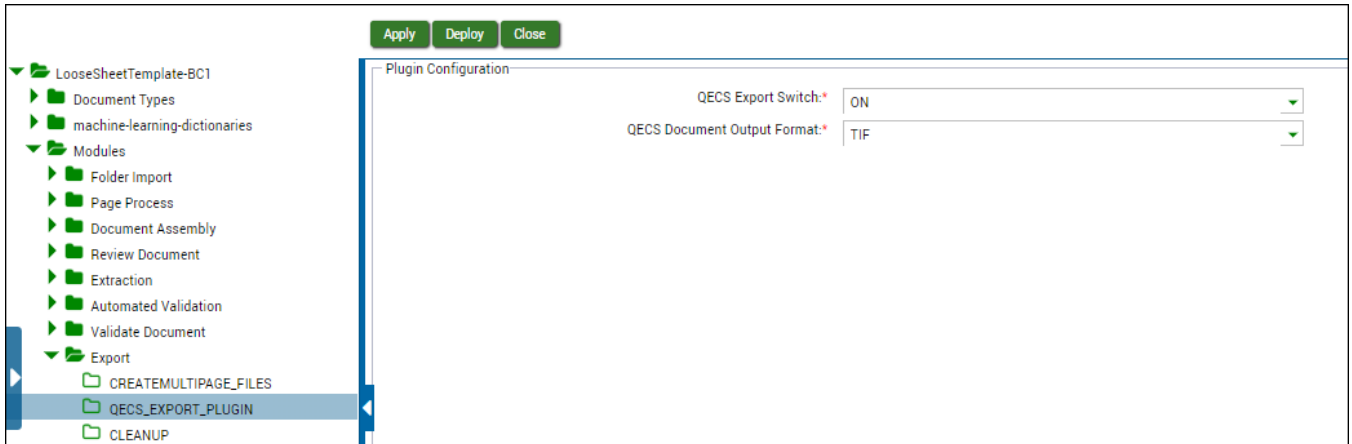 Apply Deploy Close
LooseSheetTemplate-BC1
Document Types
machine-learning-dictionaries
Modules
Folder Import
Page Process
Document Assembly
Review Document
Extraction
Automated Validation
Validate Document
Export
CREATEMULTIPAGE_FILES
QECS_EXPORT_PLUGIN
CLEANUP
Plugin Configuration
QECS Export Switch:* ON
QECS Document Output Format:* TIF